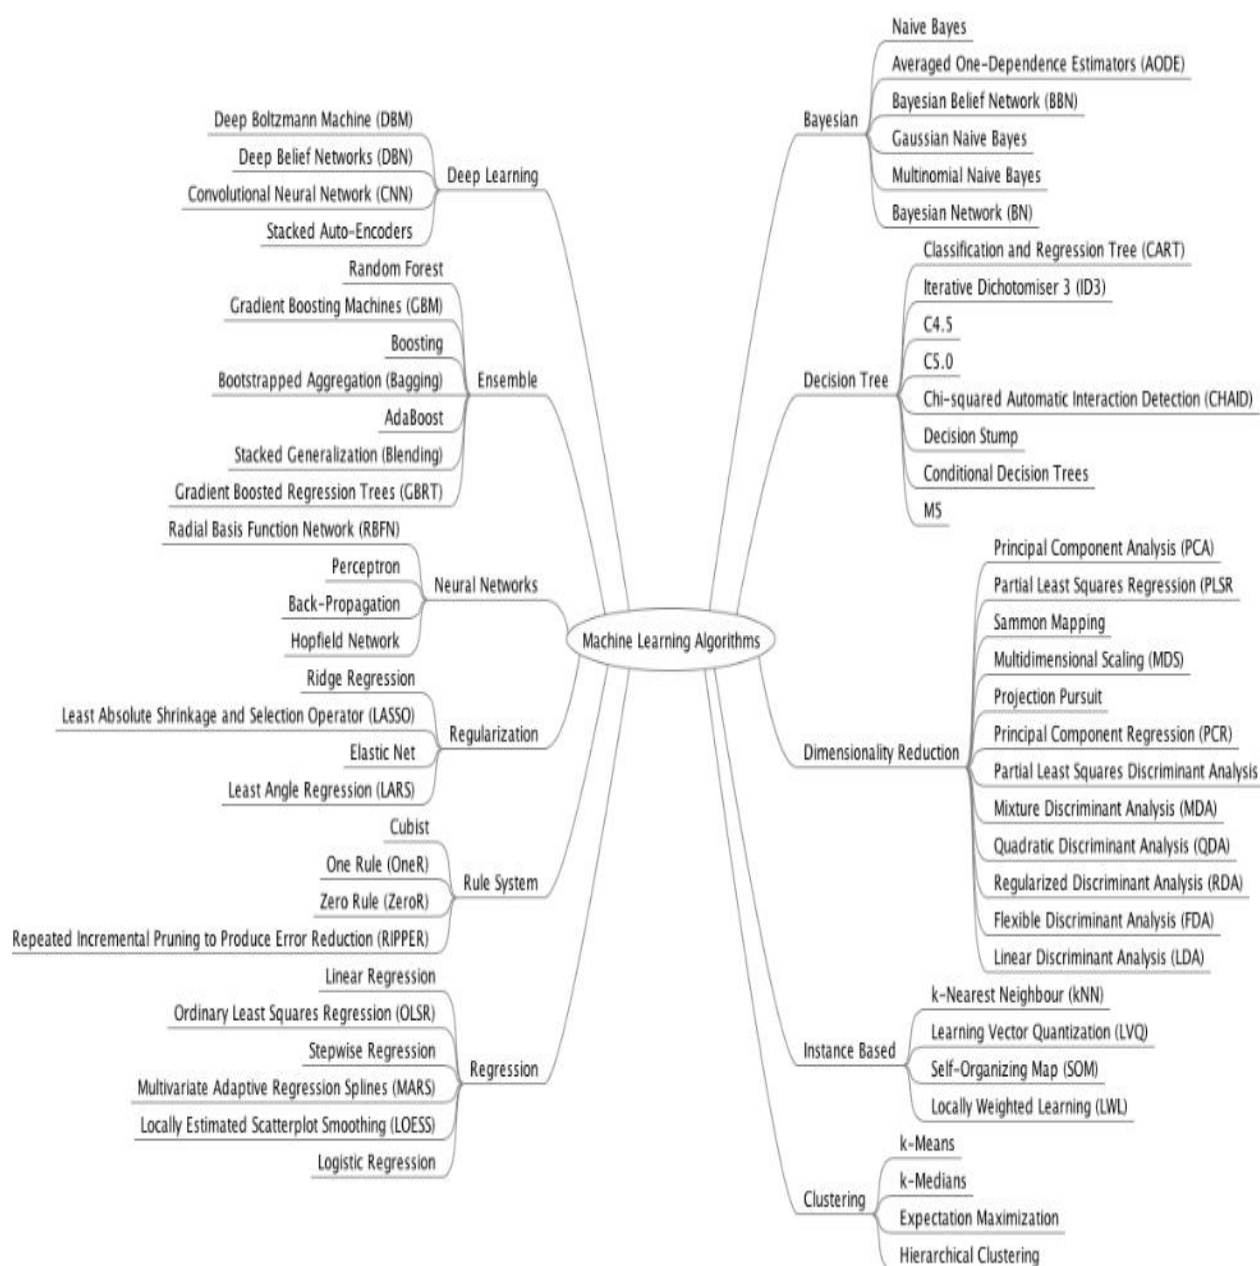 Machine Learning Algorithms
Deep Learning
Deep Boltzmann Machine (DBM)
Deep Belief Networks (DBN)
Convolutional Neural Network (CNN)
Stacked Auto-Encoders
Ensemble
Random Forest
Gradient Boosting Machines (GBM)
Boosting
Bootstrapped Aggregation (Bagging)
AdaBoost
Stacked Generalization (Blending)
Gradient Boosted Regression Trees (GBRT)
Neural Networks
Radial Basis Function Network (RBFN)
Perceptron
Back-Propagation
Hopfield Network
Regularization
Ridge Regression
Least Absolute Shrinkage and Selection Operator (LASSO)
Elastic Net
Least Angle Regression (LARS)
Rule System
Cubist
One Rule (OneR)
Zero Rule (ZeroR)
Repeated Incremental Pruning to Produce Error Reduction (RIPPER)
Regression
Linear Regression
Ordinary Least Squares Regression (OLSR)
Stepwise Regression
Multivariate Adaptive Regression Splines (MARS)
Locally Estimated Scatterplot Smoothing (LOESS)
Logistic Regression
Bayesian
Naive Bayes
Averaged One-Dependence Estimators (AODE)
Bayesian Belief Network (BBN)
Gaussian Naive Bayes
Multinomial Naive Bayes
Bayesian Network (BN)
Decision Tree
Classification and Regression Tree (CART)
Iterative Dichotomiser 3 (ID3)
C4.5
C5.0
Chi-squared Automatic Interaction Detection (CHAID)
Decision Stump
Conditional Decision Trees
M5
Dimensionality Reduction
Principal Component Analysis (PCA)
Partial Least Squares Regression (PLSR
Sammon Mapping
Multidimensional Scaling (MDS)
Projection Pursuit
Principal Component Regression (PCR)
Partial Least Squares Discriminant Analysis
Mixture Discriminant Analysis (MDA)
Quadratic Discriminant Analysis (QDA)
Regularized Discriminant Analysis (RDA)
Flexible Discriminant Analysis (FDA)
Linear Discriminant Analysis (LDA)
Instance Based
k-Nearest Neighbour (kNN)
Learning Vector Quantization (LVQ)
Self-Organizing Map (SOM)
Locally Weighted Learning (LWL)
Clustering
k-Means
k-Medians
Expectation Maximization
Hierarchical Clustering